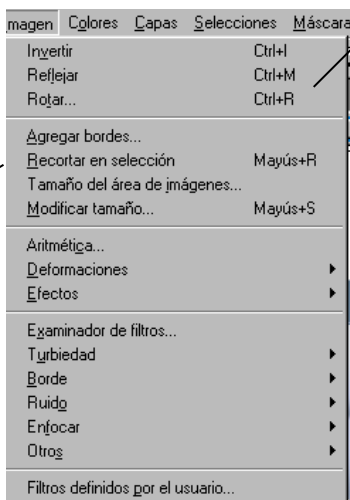 magen Colores Capas Selecciones Máscara
Invertir Ctrl+I
Reflejar Ctrl+M
Rotar... Ctrl+R
Agregar bordes...
Recortar en selección Mayús+R
Tamaño del área de imágenes...
Modificar tamaño... Mayús+S
Aritmética...
Deformaciones
Efectos
Examinador de filtros...
Turbiedad
Borde
Ruido
Enfocar
Otros
Filtros definidos por el usuario...